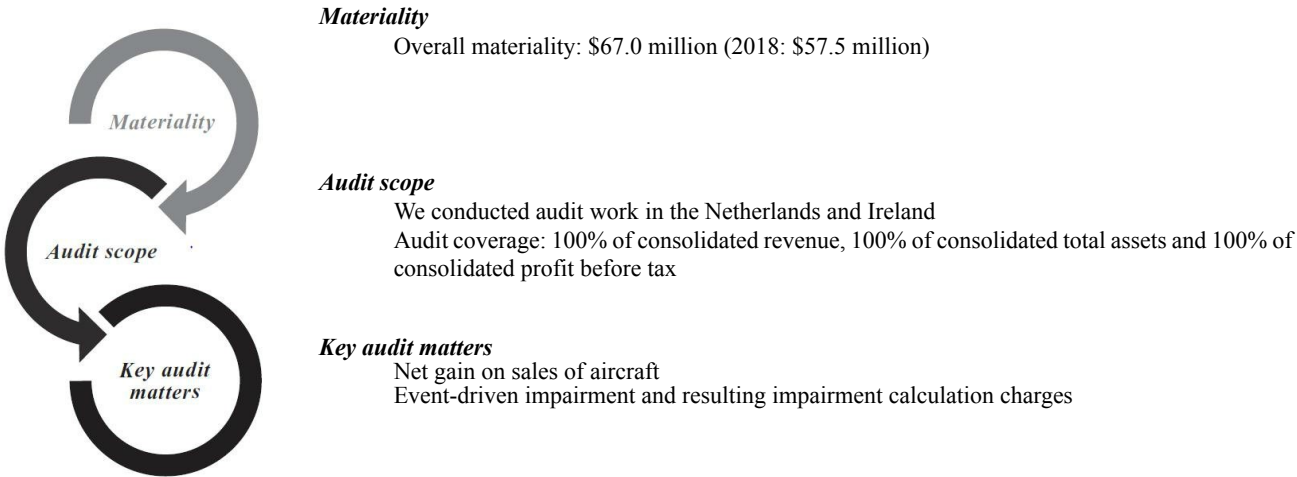 Materiality
Overall materiality: $67.0 million (2018: $57.5 million)
Materiality
Audit scope
We conducted audit work in the Netherlands and Ireland
Audit coverage: 100% of consolidated revenue, 100% of consolidated total assets and 100% of
consolidated profit before tax
Audit scope
Key audit matters
Net gain on sales of aircraft
Event-driven impairment and resulting impairment calculation charges
Key audit
matters